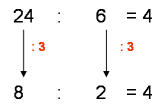 24 : 6 = 4
: 3 : 3
8 : 2 = 4